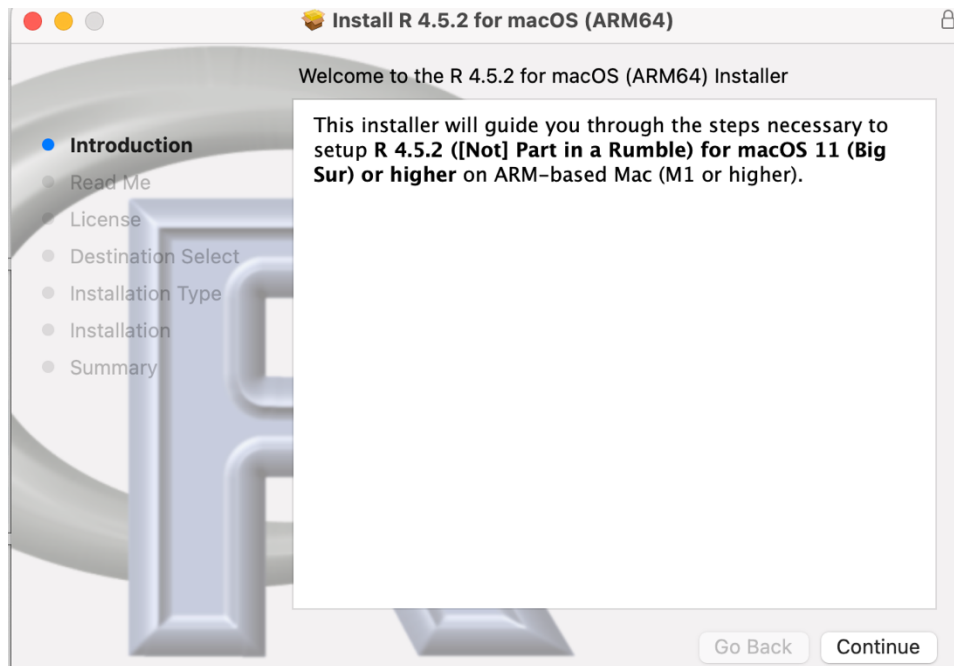 Install R 4.5.2 for macOS (ARM64)
Welcome to the R 4.5.2 for macOS (ARM64) Installer
Introduction
Read Me
License
Destination Select
Installation Type
Installation
Summary
This installer will guide you through the steps necessary to
setup R 4.5.2 ([Not] Part in a Rumble) for macOS 11 (Big
Sur) or higher on ARM-based Mac (M1 or higher).
Go Back
Continue